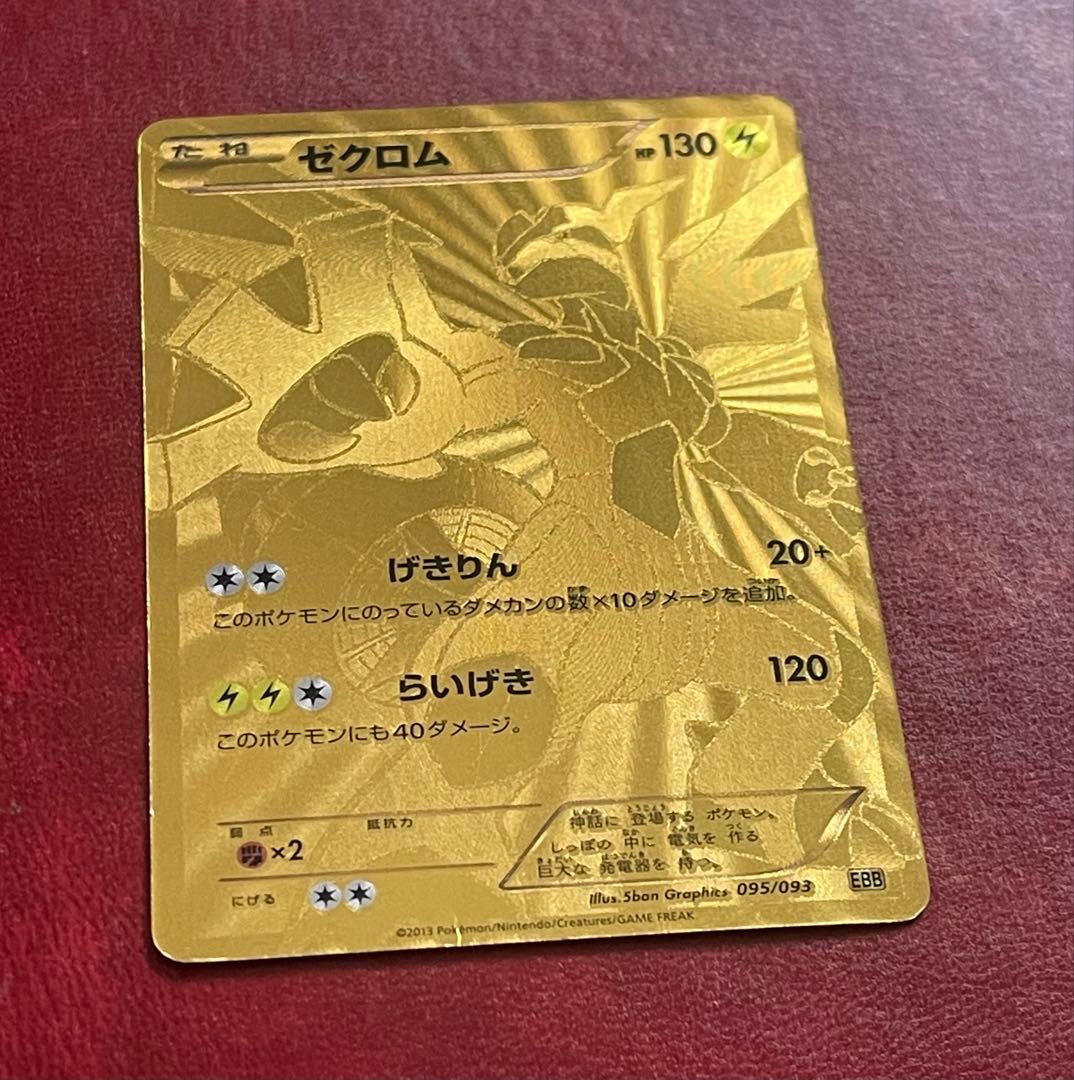 たね ゼクロム HP 130
げきりん 20+
このポケモンにのっているダメカンの数×10ダメージを追加。
らいげき 120
このポケモンにも40ダメージ。
弱点 抵抗力
×2
にげる
神話に 登場する ポケモン。
しっぽの 中に 電気を 作る
巨大な 発電器を 持つ。
Illus.5ban Graphics 095/093 EBB
©2013 Pokémon/Nintendo/Creatures/GAME FREAK